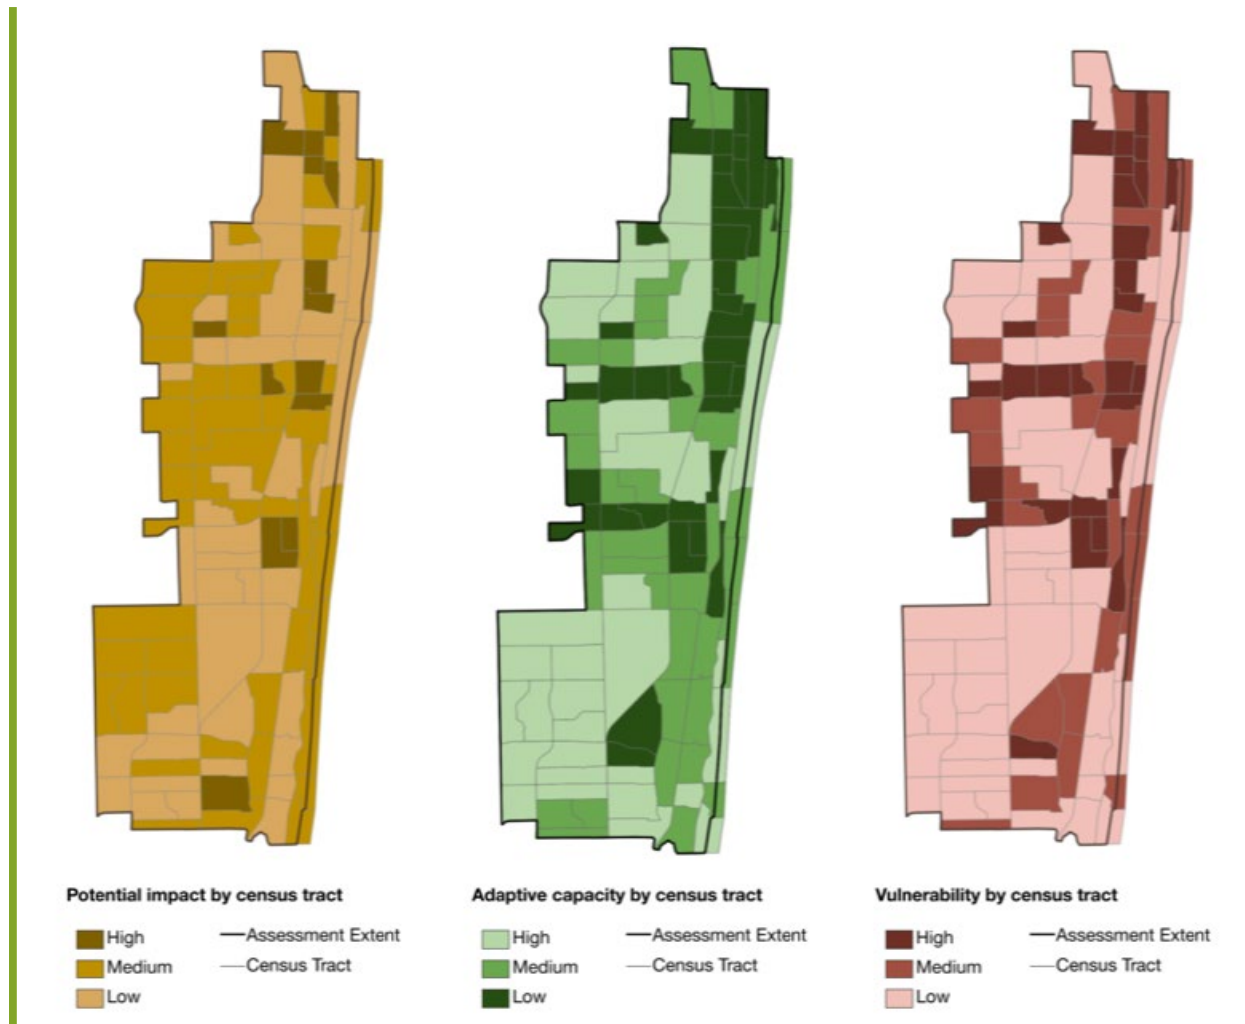 Potential impact by census tract
High
Medium
Low
Assessment Extent
Census Tract
Adaptive capacity by census tract
High
Medium
Low
Assessment Extent
Census Tract
Vulnerability by census tract
High
Medium
Low
Assessment Extent
Census Tract